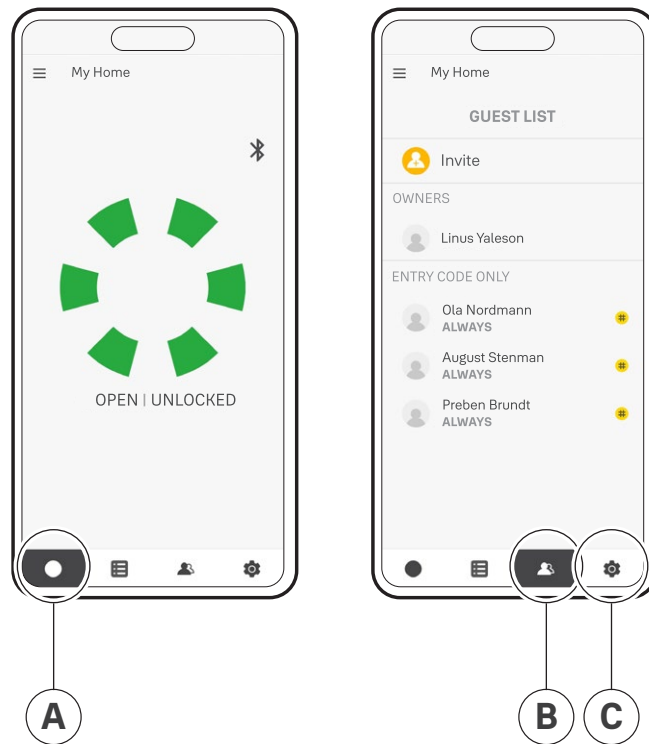 My Home
OPEN | UNLOCKED
A
My Home
GUEST LIST
Invite
OWNERS
Linus Yaleson
ENTRY CODE ONLY
Ola Nordmann
ALWAYS
#
August Stenman
ALWAYS
#
Preben Brundt
ALWAYS
#
B
C